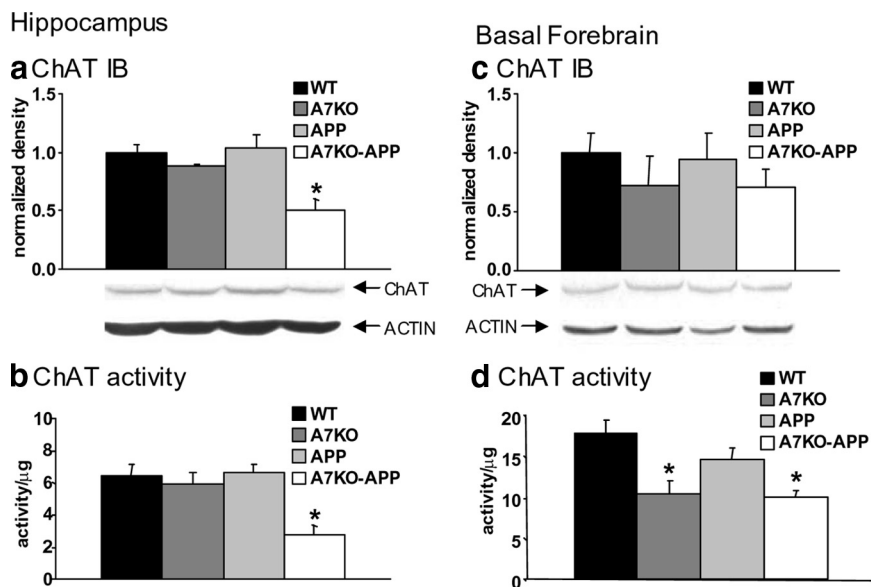 Hippocampus
Basal Forebrain
a ChAT IB
WT
A7KO
APP
A7KO-APP
1.5
1.0
0.5
0.0
normalized density
*
ChAT
ACTIN
c ChAT IB
WT
A7KO
APP
A7KO-APP
1.5
1.0
0.5
0.0
normalized density
ChAT
ACTIN
b ChAT activity
WT
A7KO
APP
A7KO-APP
10
8
6
4
2
0
activity/µg
*
d ChAT activity
WT
A7KO
APP
A7KO-APP
20
15
10
5
0
activity/µg
*
*